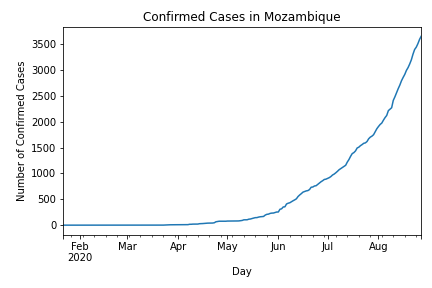 Confirmed Cases in Mozambique
Number of Confirmed Cases
3500
3000
2500
2000
1500
1000
500
0
Feb Mar Apr May Jun Jul Aug
2020
Day